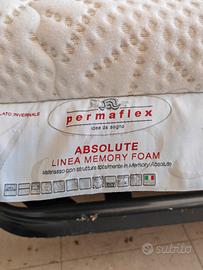 LATO INVERNALE
permaflex
idee da sogno
ABSOLUTE
LINEA MEMORY FOAM
Materasso con struttura totalmente in Memory/Absolute
subito